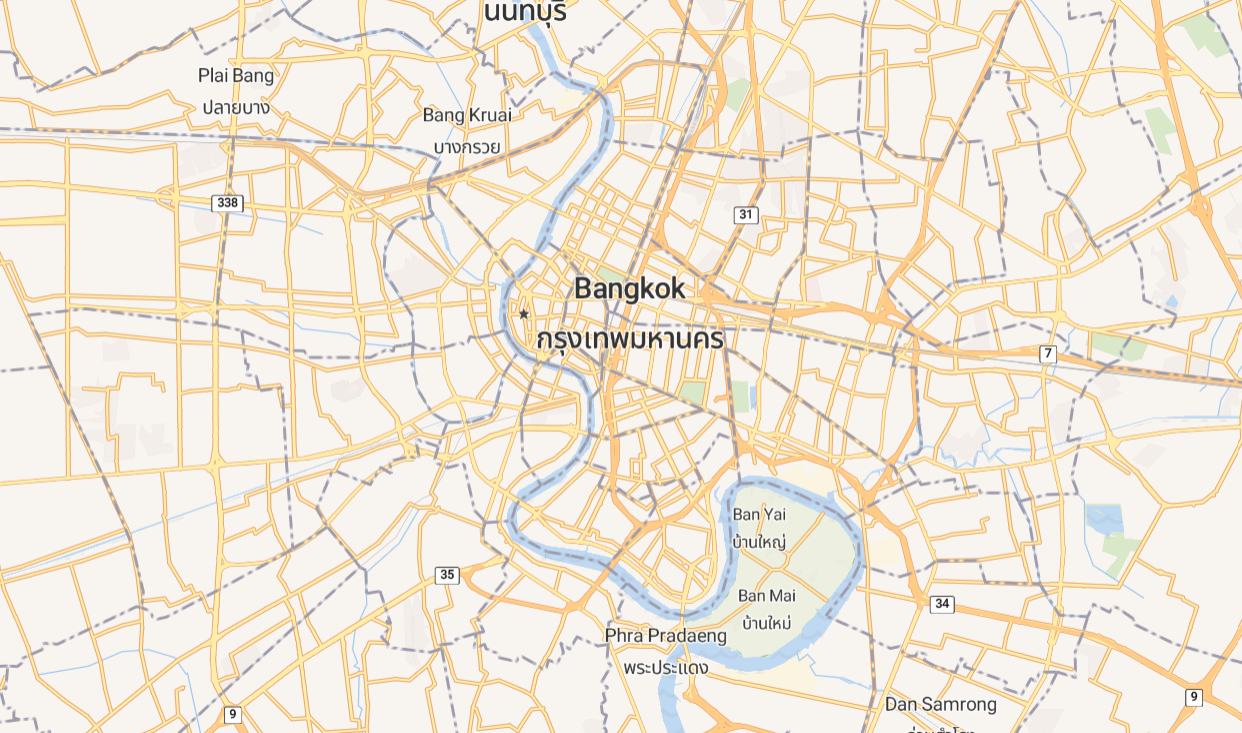 นนทบุรี
Plai Bang
ปลายบาง
Bang Kruai
บางกรวย
338
31
Bangkok
กรุงเทพมหานคร
7
Ban Yai
บ้านใหญ่
35
Ban Mai
บ้านใหม่
34
Phra Pradaeng
พระประแดง
9
9
Dan Samrong